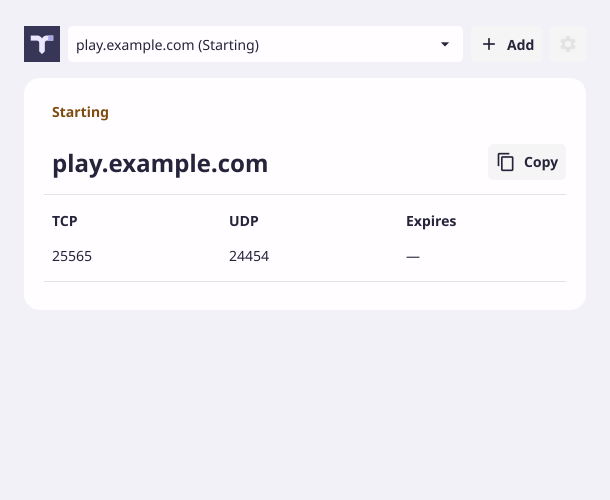 play.example.com (Starting)
Add
Starting
play.example.com
Copy
TCP UDP Expires
25565 24454 —